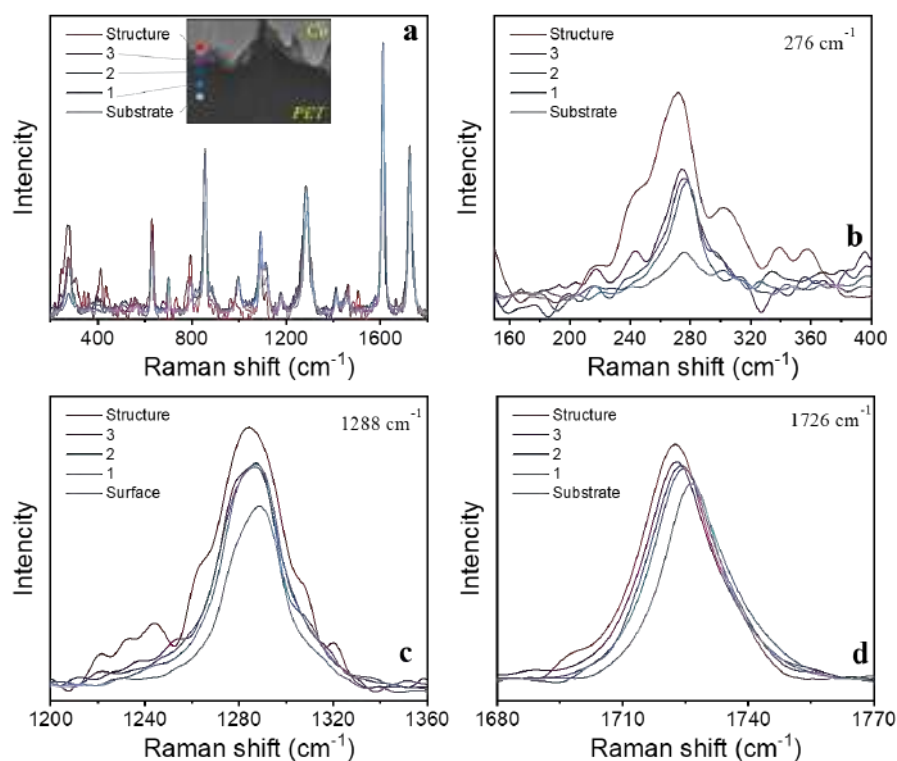 Structure
3
2
1
Substrate
Cu
PET
a
Intencity
400 800 1200 1600
Raman shift (cm-1)
Structure
3
2
1
Substrate
276 cm-1
b
Intencity
160 200 240 280 320 360 400
Raman shift (cm-1)
Structure
3
2
1
Surface
1288 cm-1
c
Intencity
1200 1240 1280 1320 1360
Raman shift (cm-1)
Structure
3
2
1
Substrate
1726 cm-1
d
Intencity
1680 1710 1740 1770
Raman shift (cm-1)